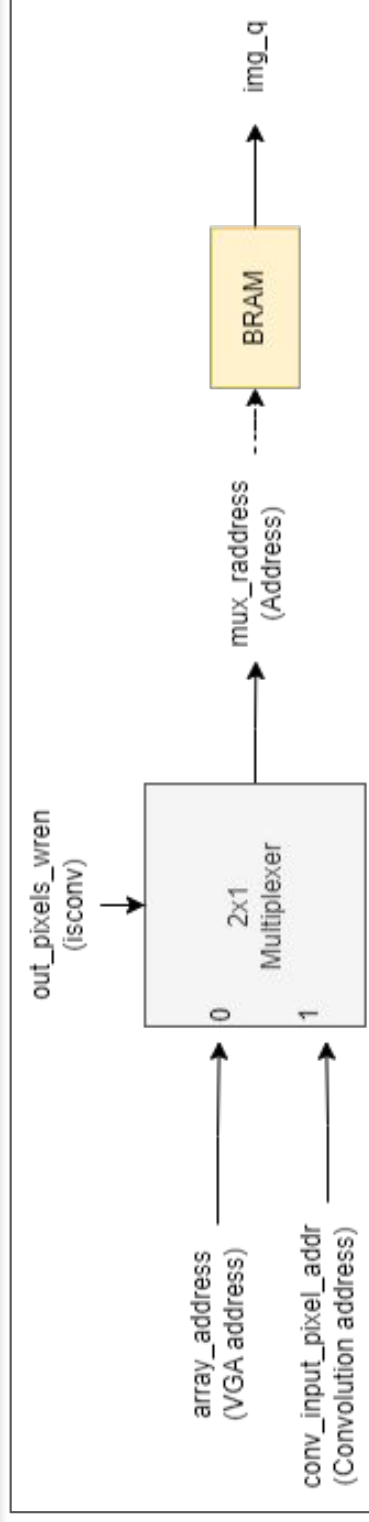 out_pixels_wren
(isconv)
array_address
(VGA address)
0
2x1
Multiplexer
1
conv_input_pixel_addr
(Convolution address)
mux_raddress
(Address)
BRAM
img_q